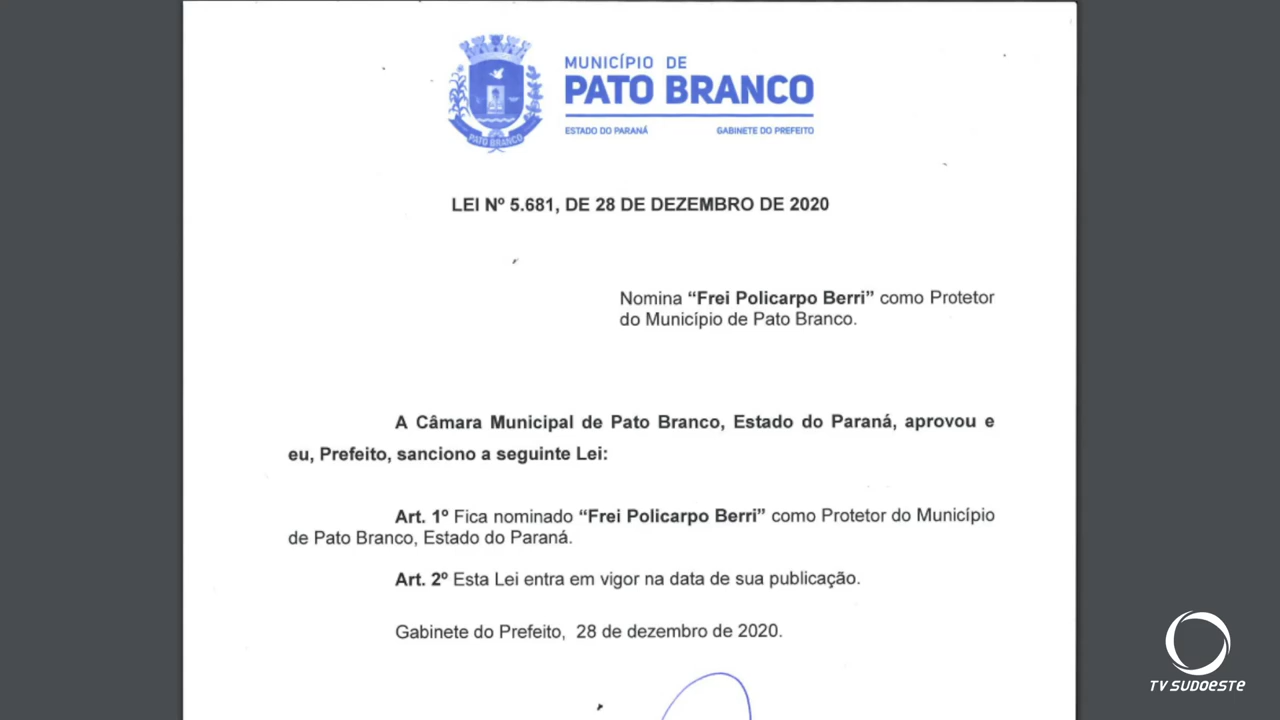 MUNICÍPIO DE
PATO BRANCO
ESTADO DO PARANÁ GABINETE DO PREFEITO
PATO BRANCO
LEI Nº 5.681, DE 28 DE DEZEMBRO DE 2020
Nomina “Frei Policarpo Berri” como Protetor
do Município de Pato Branco.
A Câmara Municipal de Pato Branco, Estado do Paraná, aprovou e
eu, Prefeito, sanciono a seguinte Lei:
Art. 1º Fica nominado “Frei Policarpo Berri” como Protetor do Município
de Pato Branco, Estado do Paraná.
Art. 2º Esta Lei entra em vigor na data de sua publicação.
Gabinete do Prefeito, 28 de dezembro de 2020.
TV SUDOESTE